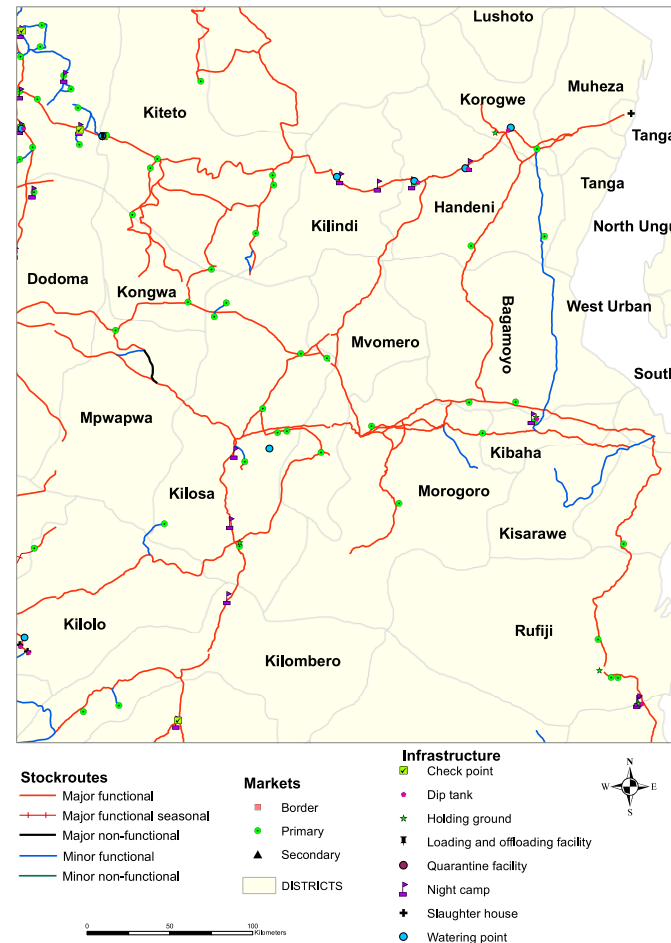 Lushoto
Muheza
Kiteto
Korogwe
Tanga
Tanga
Handeni
Kilindi
North Ungu
Dodoma
Kongwa
Bagamoyo
West Urban
Mvomero
South
Mpwapwa
Kibaha
Kilosa
Morogoro
Kisarawe
Kilolo
Rufiji
Kilombero
Stockroutes
Major functional
Major functional seasonal
Major non-functional
Minor functional
Minor non-functional
Markets
Border
Primary
Secondary
DISTRICTS
Infrastructure
Check point
Dip tank
Holding ground
Loading and offloading facility
Quarantine facility
Night camp
Slaughter house
Watering point
N
W E
S
0 25 50 100
Kilometers